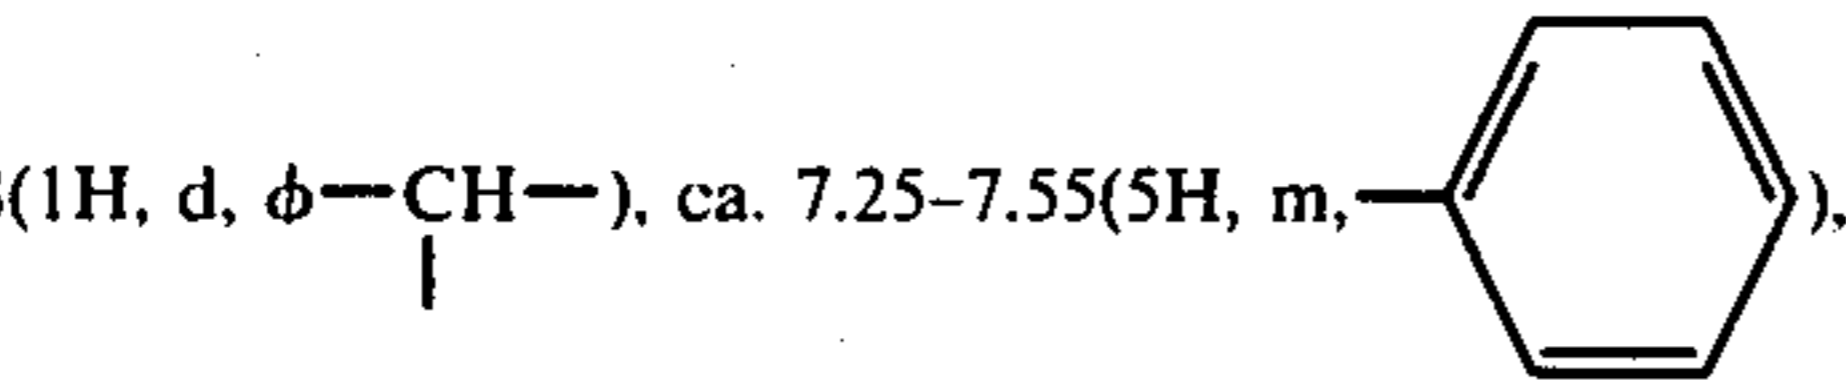 (1H, d, ϕ—CH—), ca. 7.25–7.55(5H, m, —),